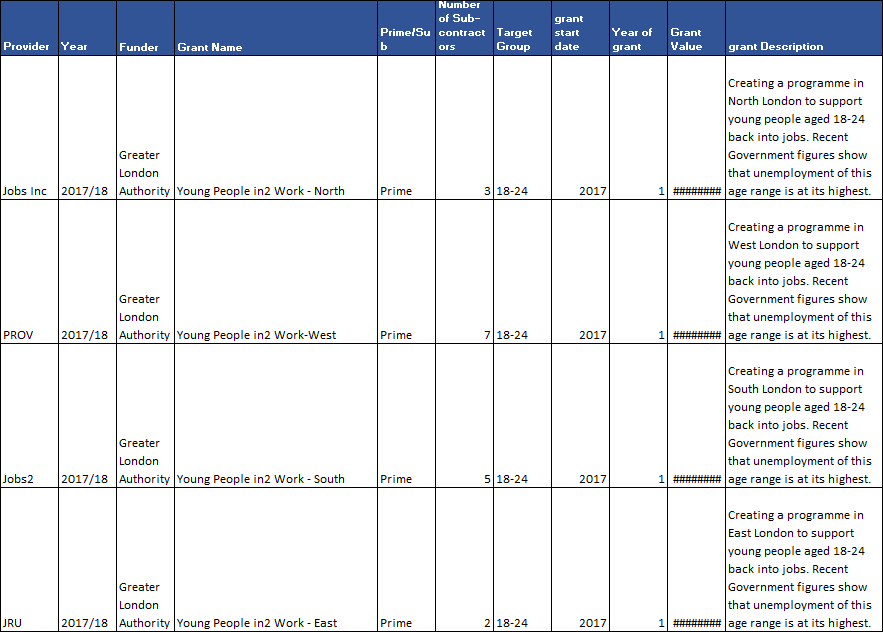 Provider Year Funder Grant Name Prime/Su
b Number
of Sub-
contract
ors Target
Group grant
start
date Year of
grant Grant
Value grant Description
Jobs Inc 2017/18 Greater
London
Authority Young People in2 Work - North Prime 3 18-24 2017 1 ######## Creating a programme in
North London to support
young people aged 18-24
back into jobs. Recent
Government figures show
that unemployment of this
age range is at its highest.
PROV 2017/18 Greater
London
Authority Young People in2 Work-West Prime 7 18-24 2017 1 ######## Creating a programme in
West London to support
young people aged 18-24
back into jobs. Recent
Government figures show
that unemployment of this
age range is at its highest.
Jobs2 2017/18 Greater
London
Authority Young People in2 Work - South Prime 5 18-24 2017 1 ######## Creating a programme in
South London to support
young people aged 18-24
back into jobs. Recent
Government figures show
that unemployment of this
age range is at its highest.
JRU 2017/18 Greater
London
Authority Young People in2 Work - East Prime 2 18-24 2017 1 ######## Creating a programme in
East London to support
young people aged 18-24
back into jobs. Recent
Government figures show
that unemployment of this
age range is at its highest.